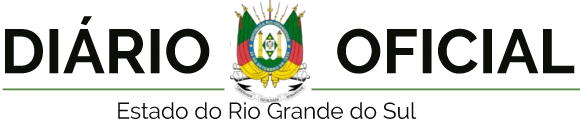 DIÁRIO OFICIAL
Estado do Rio Grande do Sul